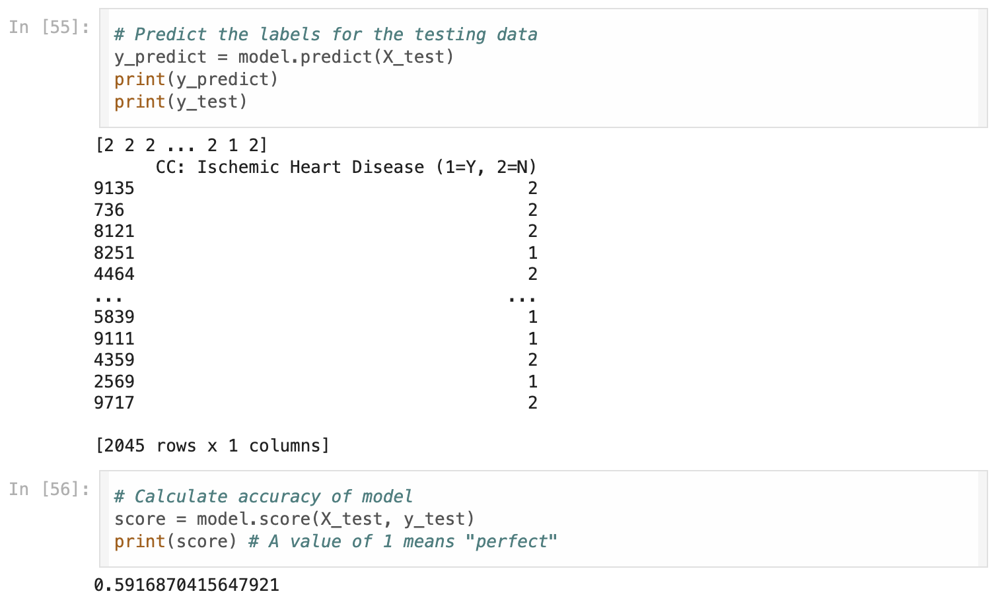 In [55]:
# Predict the labels for the testing data
y_predict = model.predict(X_test)
print(y_predict)
print(y_test)
[2 2 2 ... 2 1 2]
CC: Ischemic Heart Disease (1=Y, 2=N)
9135 2
736 2
8121 2
8251 1
4464 2
... ...
5839 1
9111 1
4359 2
2569 1
9717 2
[2045 rows x 1 columns]
In [56]:
# Calculate accuracy of model
score = model.score(X_test, y_test)
print(score) # A value of 1 means "perfect"
0.5916870415647921